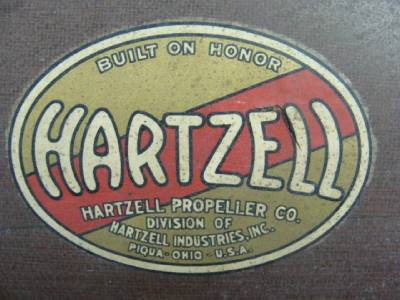 BUILT ON HONOR
HARTZELL
HARTZELL PROPELLER CO.
DIVISION OF
HARTZELL INDUSTRIES, INC.
PIQUA - OHIO - U.S.A.